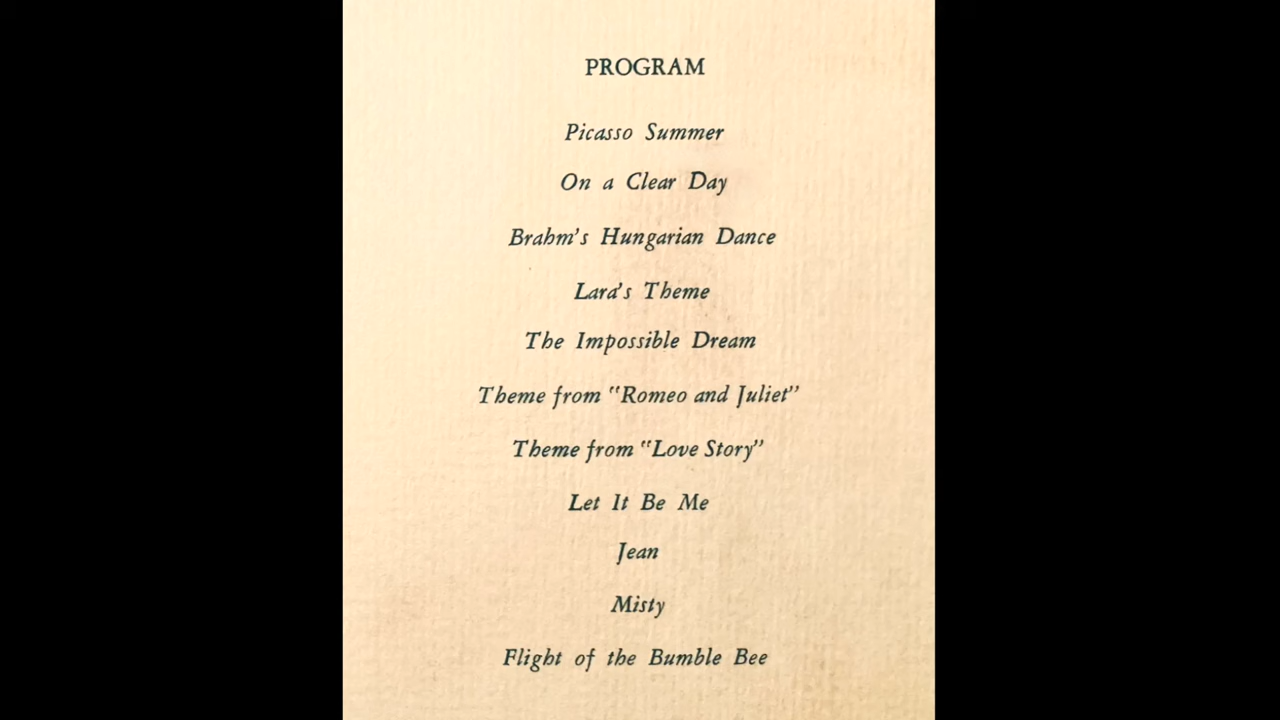 PROGRAM
Picasso Summer
On a Clear Day
Brahm's Hungarian Dance
Lara's Theme
The Impossible Dream
Theme from "Romeo and Juliet"
Theme from "Love Story"
Let It Be Me
Jean
Misty
Flight of the Bumble Bee